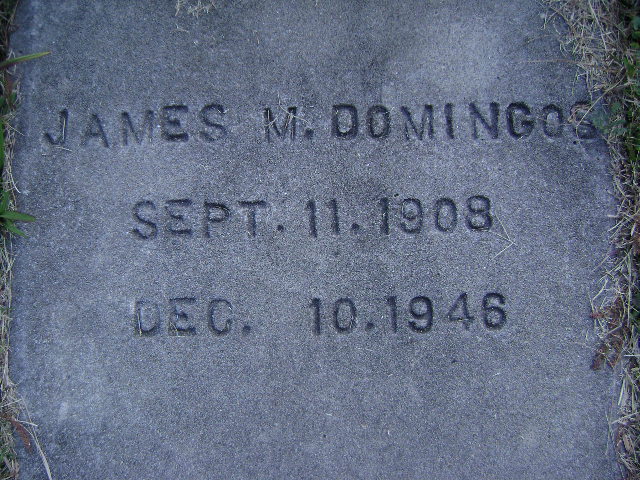 JAMES M. DOMINGOS
SEPT. 11. 1908
DEC. 10. 1946